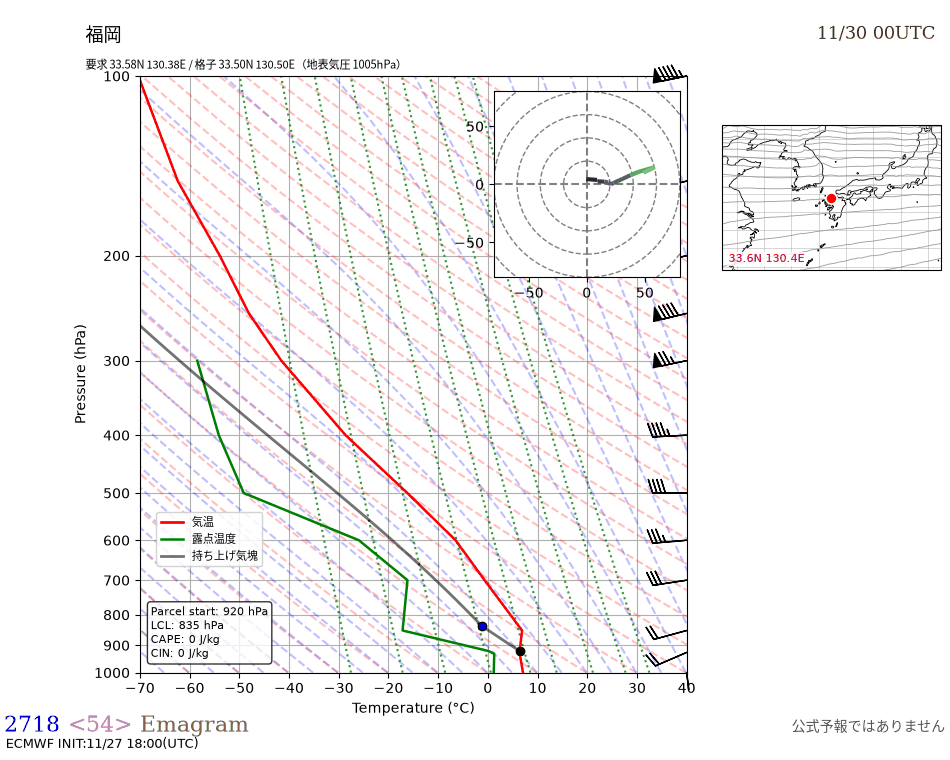 福岡
11/30 00UTC
要求 33.58N 130.38E / 格子 33.50N 130.50E（地表気圧 1005hPa）
100
200
300
400
500
600
700
800
900
1000
Pressure (hPa)
50
0
−50
−50 0 50
33.6N 130.4E
気温
露点温度
持ち上げ気塊
Parcel start: 920 hPa
LCL: 835 hPa
CAPE: 0 J/kg
CIN: 0 J/kg
−70 −60 −50 −40 −30 −20 −10 0 10 20 30 40
Temperature (°C)
2718 <54> Emagram
公式予報ではありません
ECMWF INIT:11/27 18:00(UTC)